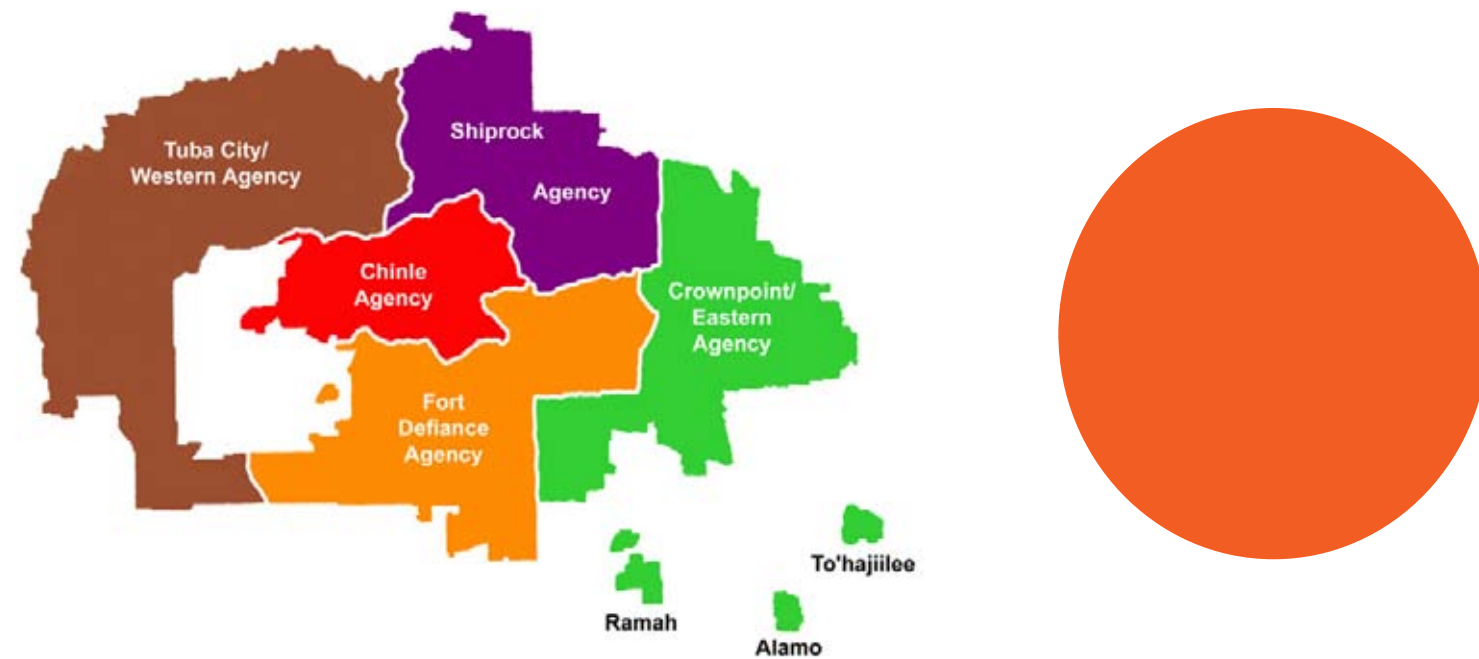 Tuba City/
Western Agency
Shiprock
Agency
Chinle
Agency
Crownpoint/
Eastern
Agency
Fort
Defiance
Agency
To'hajiilee
Ramah
Alamo